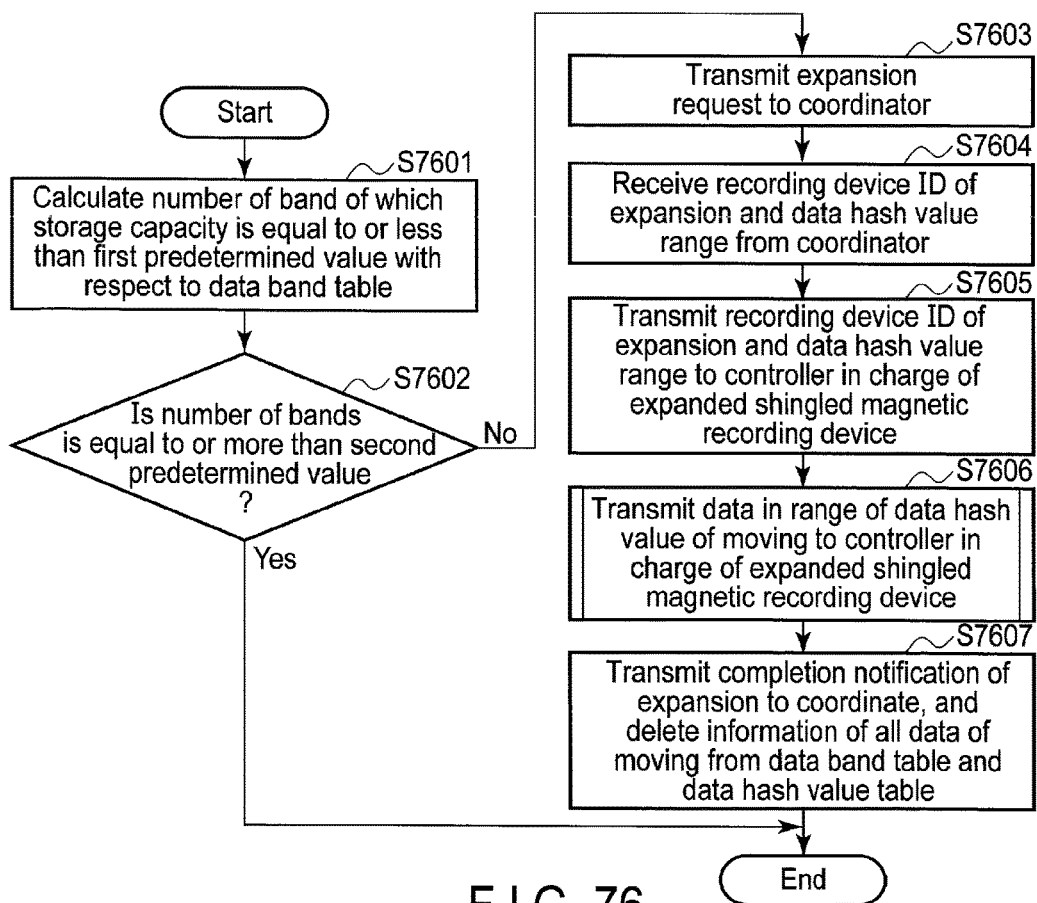 Start
S7601
Calculate number of band of which
storage capacity is equal to or less
than first predetermined value with
respect to data band table
S7602
Is number of bands
is equal to or more than second
predetermined value
?
No
Yes
S7603
Transmit expansion
request to coordinator
S7604
Receive recording device ID of
expansion and data hash value
range from coordinator
S7605
Transmit recording device ID of
expansion and data hash value
range to controller in charge of
expanded shingled magnetic
recording device
S7606
Transmit data in range of data hash
value of moving to controller in
charge of expanded shingled
magnetic recording device
S7607
Transmit completion notification of
expansion to coordinate, and
delete information of all data of
moving from data band table and
data hash value table
End
FIG. 76